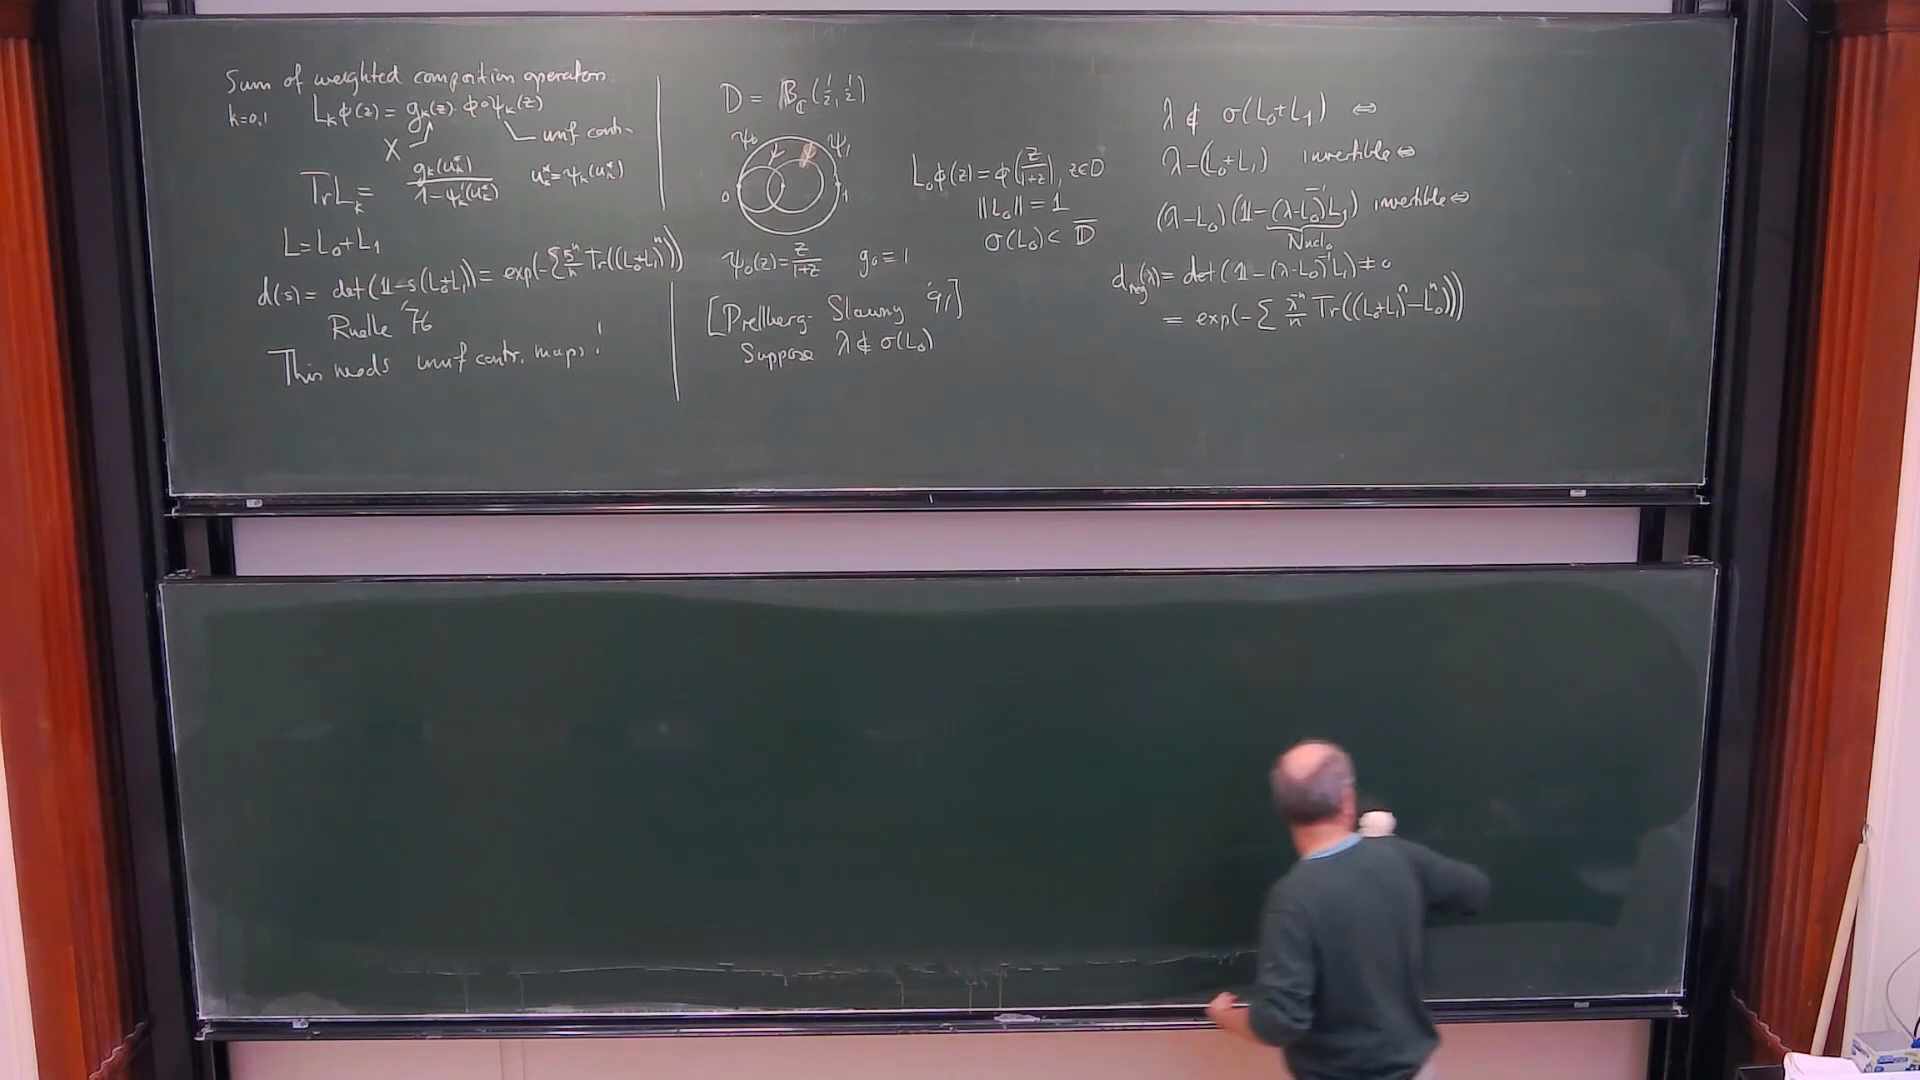 Sum of weighted composition operators
k=0,1 L_k ϕ(z) = g_k(z) · ϕ∘ψ_k(z)
X unif contr.
Tr L_k = g_k(u_k^*) / (1-ψ_k'(u_k^*)) u_k^* = ψ_k(u_k^*)
L = L_0 + L_1
d(s) = det(1-s(L_0+L_1)) = exp(-Σ s^n/n Tr((L_0+L_1)^n))
Ruelle '76
This needs unif contr. maps!
D = B_ℂ(1/2, 1/2)
ψ_0 ψ_1
0 1
ψ_0(z) = z/(1+z) g_0 ≡ 1
[Prellberg-Slawny '91]
Suppose λ ∉ σ(L_0)
L_0 ϕ(z) = ϕ(z/(1+z)), z∈D
||L_0|| = 1
σ(L_0) ⊂ D̅
λ ∉ σ(L_0+L_1) ⇔
λ-(L_0+L_1) invertible ⇔
(λ-L_0)(1-(λ-L_0)^{-1}L_1) invertible ⇔
Nucl.
d_reg(λ) = det(1-(λ-L_0)^{-1}L_1) ≠ 0
= exp(-Σ λ^{-n}/n Tr((L_0+L_1)^n - L_0^n)))